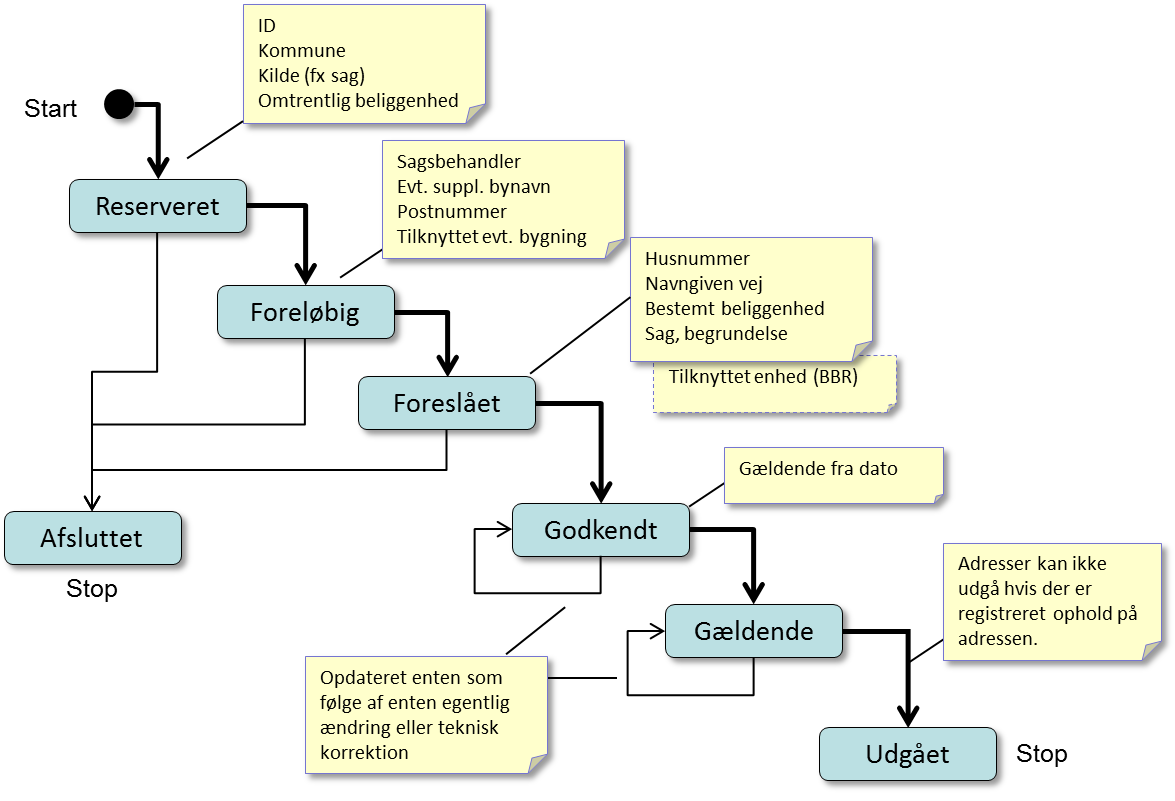 ID
Kommune
Kilde (fx sag)
Omtrentlig beliggenhed
Start
Sagsbehandler
Evt. suppl. bynavn
Postnummer
Tilknyttet evt. bygning
Reserveret
Husnummer
Navngiven vej
Bestemt beliggenhed
Sag, begrundelse
Foreløbig
Tilknyttet enhed (BBR)
Foreslået
Gældende fra dato
Godkendt
Afsluttet
Stop
Adresser kan ikke
udgå hvis der er
registreret ophold på
adressen.
Gældende
Opdateret enten som
følge af enten egentlig
ændring eller teknisk
korrektion
Udgået
Stop